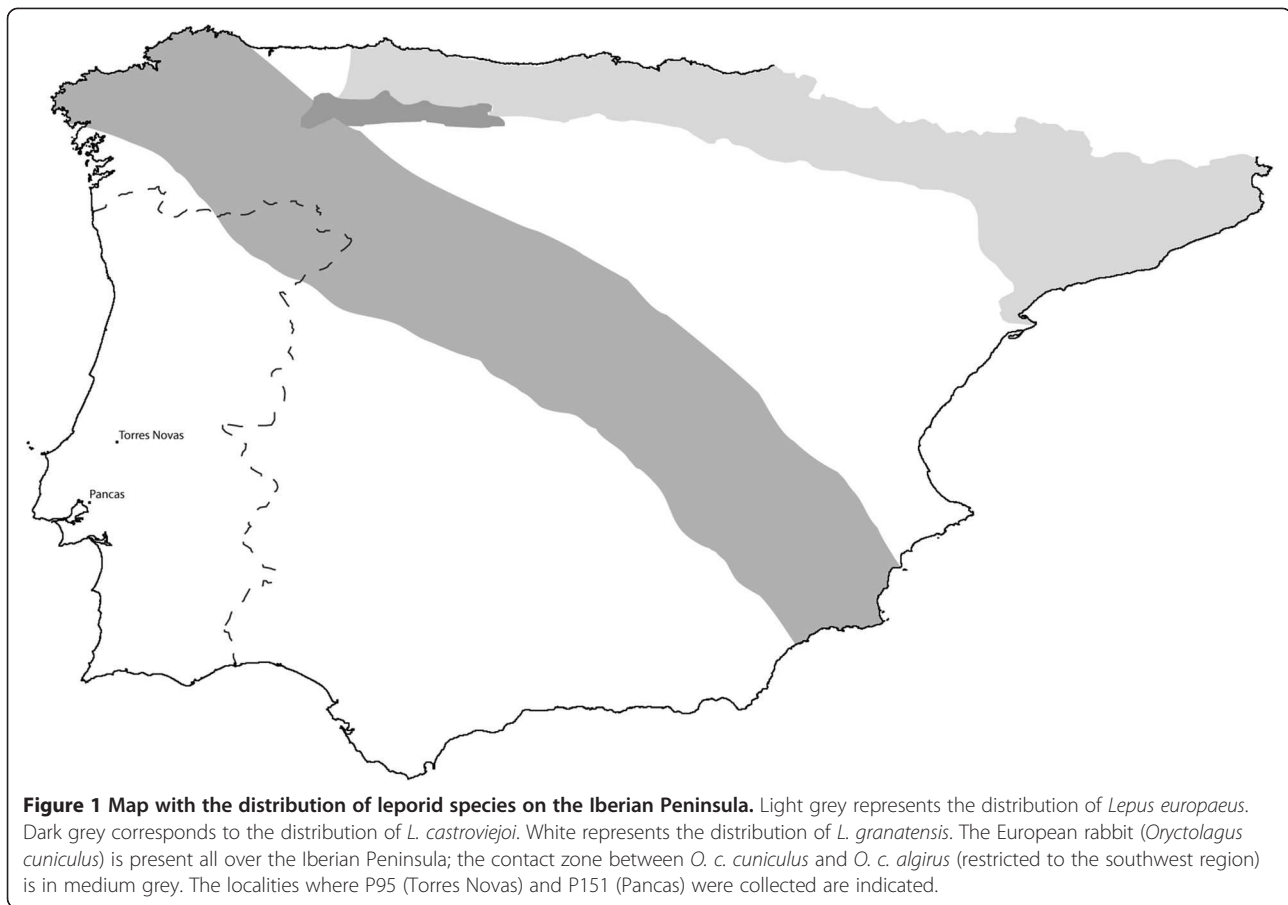 Torres Novas
Pancas
Figure 1 Map with the distribution of leporid species on the Iberian Peninsula. Light grey represents the distribution of Lepus europaeus.
Dark grey corresponds to the distribution of L. castroviejoi. White represents the distribution of L. granatensis. The European rabbit (Oryctolagus
cuniculus) is present all over the Iberian Peninsula; the contact zone between O. c. cuniculus and O. c. algirus (restricted to the southwest region)
is in medium grey. The localities where P95 (Torres Novas) and P151 (Pancas) were collected are indicated.